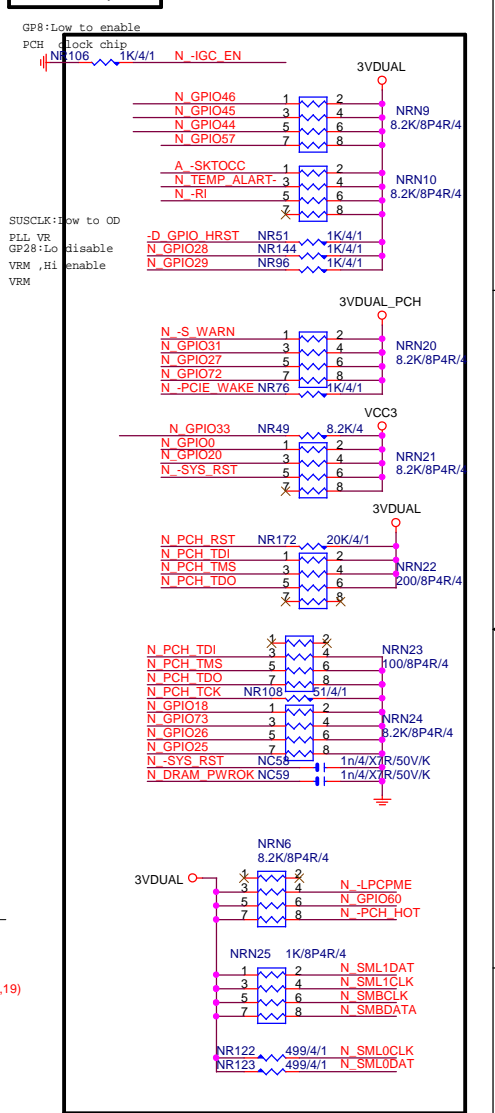 GP8:Low to enable
PCH clock chip
NR106 1K/4/1 N_-IGC_EN
3VDUAL
N_GPIO46 1 2 NRN9
N_GPIO45 3 4 8.2K/8P4R/4
N_GPIO44 5 6
N_GPIO57 7 8
A_-SKTOCC 1 2 NRN10
N_TEMP_ALART- 3 4 8.2K/8P4R/4
N_-RI 5 6
7 8
SUSCLK:Low to OD
PLL VR
GP28:Lo disable
VRM ,Hi enable
VRM
-D_GPIO_HRST NR51 1K/4/1
N_GPIO28 NR144 1K/4/1
N_GPIO29 NR96 1K/4/1
3VDUAL_PCH
N_-S_WARN 1 2 NRN20
N_GPIO31 3 4 8.2K/8P4R/4
N_GPIO27 5 6
N_GPIO72 7 8
N_-PCIE_WAKE NR76 1K/4/1
VCC3
N_GPIO33 NR49 8.2K/4
N_GPIO0 1 2 NRN21
N_GPIO20 3 4 8.2K/8P4R/4
N_-SYS_RST 5 6
7 8
3VDUAL
N_PCH_RST NR172 20K/4/1
N_PCH_TDI 1 2 NRN22
N_PCH_TMS 3 4 200/8P4R/4
N_PCH_TDO 5 6
7 8
1 2 NRN23
N_PCH_TDI 3 4 100/8P4R/4
N_PCH_TMS 5 6
N_PCH_TDO 7 8
N_PCH_TCK NR108 51/4/1
N_GPIO18 1 2 NRN24
N_GPIO73 3 4 8.2K/8P4R/4
N_GPIO26 5 6
N_GPIO25 7 8
N_-SYS_RST NC58 1n/4/X7R/50V/K
N_DRAM_PWROK NC59 1n/4/X7R/50V/K
NRN6
8.2K/8P4R/4
3VDUAL 1 2
3 4 N_-LPCPME
5 6 N_GPIO60
7 8 N_-PCH_HOT
NRN25 1K/8P4R/4
1 2 N_SML1DAT
3 4 N_SML1CLK
5 6 N_SMBCLK
7 8 N_SMBDATA
,19)
NR122 499/4/1 N_SML0CLK
NR123 499/4/1 N_SML0DAT